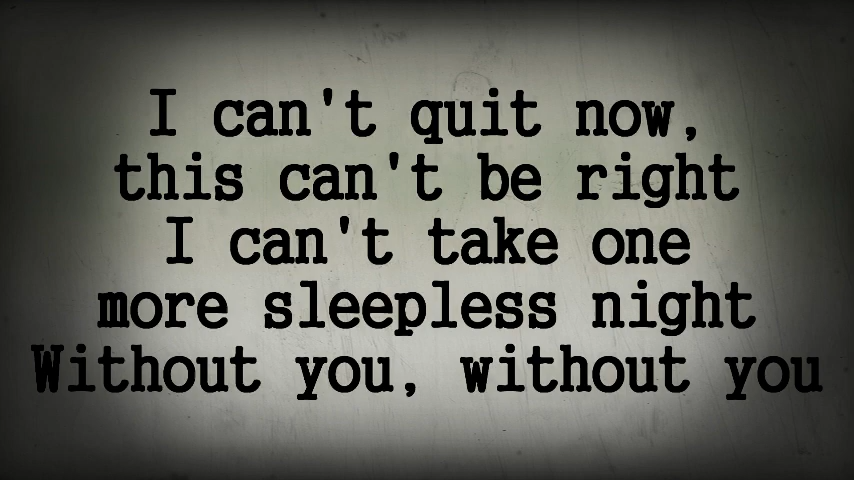 I can't quit now,
this can't be right
I can't take one
more sleepless night
Without you, without you